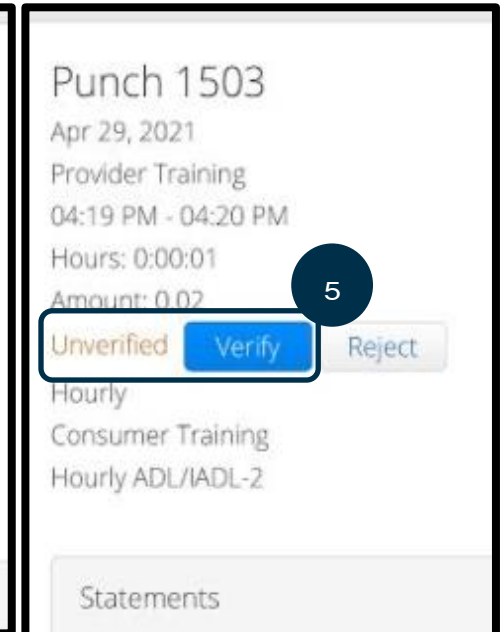 Punch 1503
Apr 29, 2021
Provider Training
04:19 PM - 04:20 PM
Hours: 0:00:01
Amount: 0.02
5
Unverified Verify Reject
Hourly
Consumer Training
Hourly ADL/IADL-2
Statements